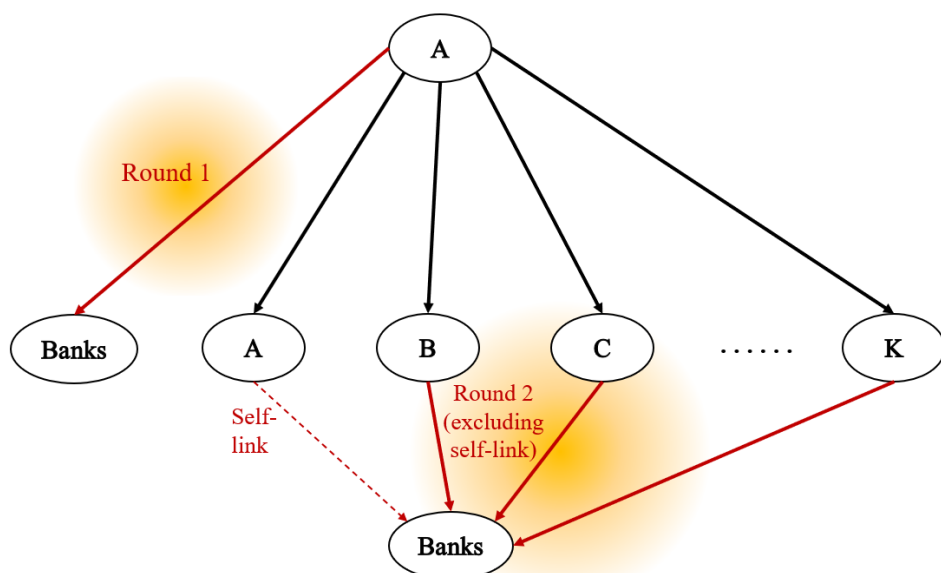 A
Round 1
Banks
A
B
C
......
K
Self-
link
Round 2
(excluding
self-link)
Banks